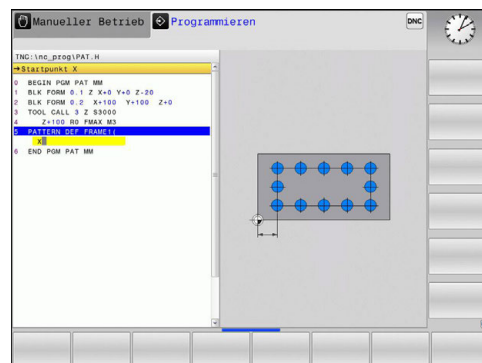 Manueller Betrieb
Programmieren
DNC
TNC:\nc_prog\PAT.H
→Startpunkt X
0 BEGIN PGM PAT MM
1 BLK FORM 0.1 Z X+0 Y+0 Z-20
2 BLK FORM 0.2 X+100 Y+100 Z+0
3 TOOL CALL 3 Z S3000
4 Z+100 R0 FMAX M3
5 PATTERN DEF FRAME1(
X
6 END PGM PAT MM